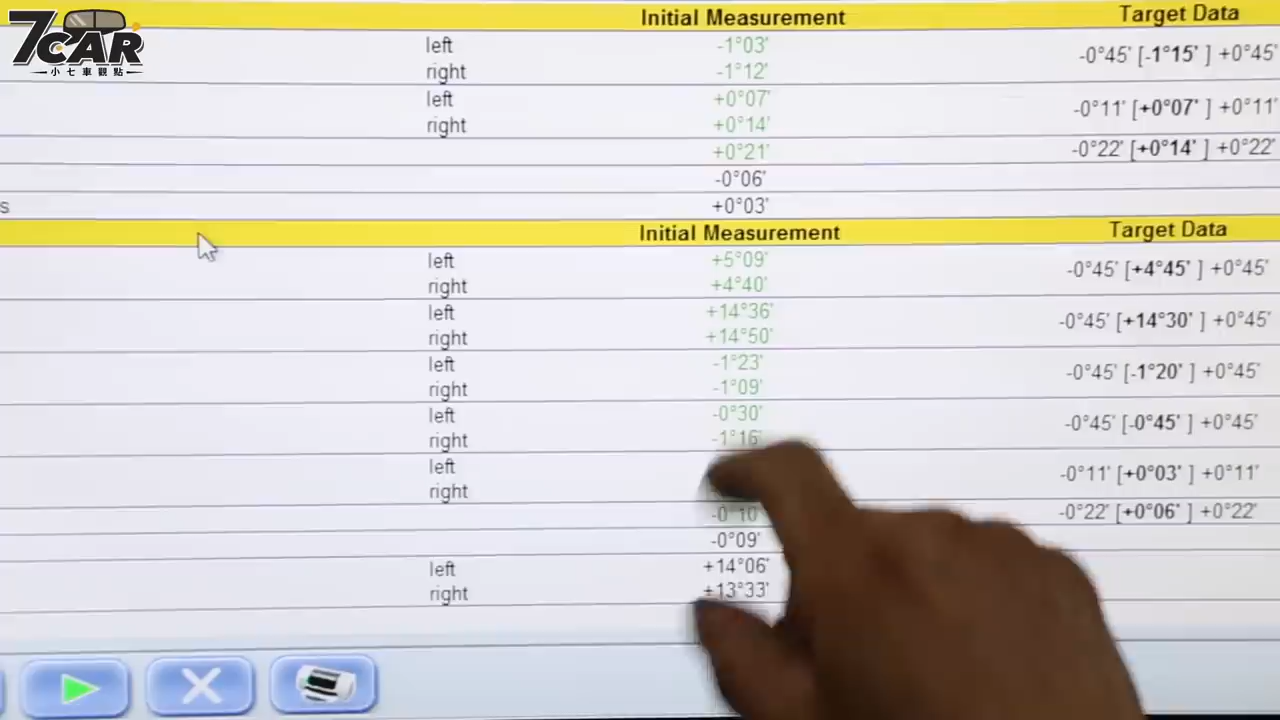 7CAR
小七車觀點
Initial Measurement Target Data
left -1°03' -0°45' [-1°15' ] +0°45'
right -1°12'
left +0°07' -0°11' [+0°07' ] +0°11'
right +0°14'
+0°21' -0°22' [+0°14' ] +0°22'
-0°06'
s +0°03'
Initial Measurement Target Data
left +5°09' -0°45' [+4°45' ] +0°45'
right +4°40'
left +14°36' -0°45' [+14°30' ] +0°45'
right +14°50'
left -1°23' -0°45' [-1°20' ] +0°45'
right -1°09'
left -0°30' -0°45' [-0°45' ] +0°45'
right -1°16'
left -0°11' [+0°03' ] +0°11'
right
-0°10' -0°22' [+0°06' ] +0°22'
-0°09'
left +14°06'
right +13°33'